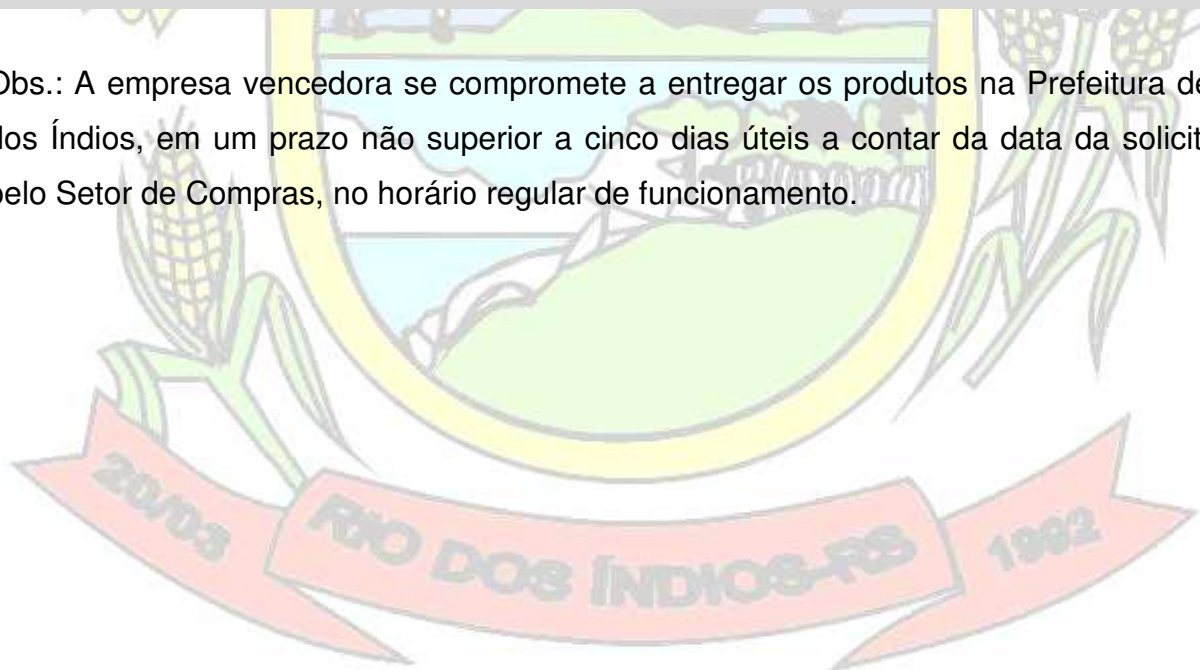 Obs.: A empresa vencedora se compromete a entregar os produtos na Prefeitura de
dos Índios, em um prazo não superior a cinco dias úteis a contar da data da solicit
pelo Setor de Compras, no horário regular de funcionamento.
20/03 RIO DOS ÍNDIOS-RS 1992